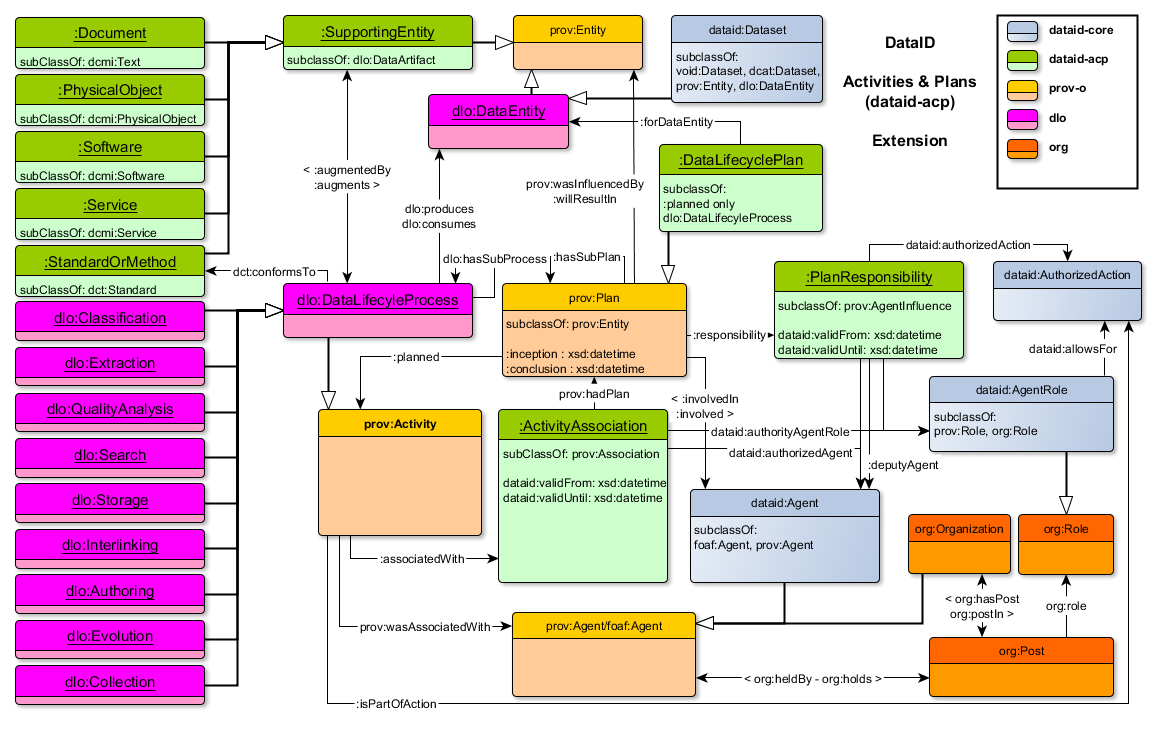 :Document
subClassOf: dcmi:Text
:PhysicalObject
subClassOf: dcmi:PhysicalObject
:Software
subClassOf: dcmi:Software
:Service
subClassOf: dcmi:Service
:StandardOrMethod
subClassOf: dct:Standard
dlo:Classification
dlo:Extraction
dlo:QualityAnalysis
dlo:Search
dlo:Storage
dlo:Interlinking
dlo:Authoring
dlo:Evolution
dlo:Collection
:SupportingEntity
subclassOf: dlo:DataArtifact
prov:Entity
dataid:Dataset
subclassOf:
void:Dataset, dcat:Dataset,
prov:Entity, dlo:DataEntity
DataID
Activities & Plans
(dataid-acp)
Extension
dataid-core
dataid-acp
prov-o
dlo
org
dlo:DataEntity
:forDataEntity
:DataLifecyclePlan
subclassOf:
:planned only
dlo:DataLifecyleProcess
< :augmentedBy
:augments >
dlo:produces
dlo:consumes
prov:wasInfluencedBy
:willResultIn
dct:conformsTo
dlo:hasSubProcess
:hasSubPlan
dlo:DataLifecyleProcess
prov:Plan
subclassOf: prov:Entity
:inception : xsd:datetime
:conclusion : xsd:datetime
:responsibility
:PlanResponsibility
subclassOf: prov:AgentInfluence
dataid:validFrom: xsd:datetime
dataid:validUntil: xsd:datetime
dataid:authorizedAction
dataid:AuthorizedAction
dataid:allowsFor
dataid:AgentRole
subclassOf:
prov:Role, org:Role
:planned
prov:hadPlan
< :involvedIn
:involved >
prov:Activity
:ActivityAssociation
subClassOf: prov:Association
dataid:validFrom: xsd:datetime
dataid:validUntil: xsd:datetime
dataid:authorityAgentRole
dataid:authorizedAgent
:deputyAgent
dataid:Agent
subclassOf:
foaf:Agent, prov:Agent
org:Organization
org:Role
:associatedWith
prov:wasAssociatedWith
prov:Agent/foaf:Agent
< org:hasPost
org:postIn >
org:role
org:Post
< org:heldBy - org:holds >
:isPartOfAction